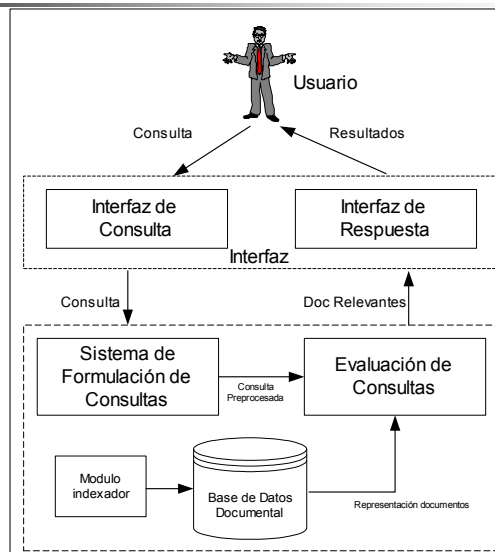 Usuario
Consulta
Resultados
Interfaz de
Consulta
Interfaz de
Respuesta
Interfaz
Consulta
Doc Relevantes
Sistema de
Formulación de
Consultas
Consulta
Preprocesada
Evaluación de
Consultas
Modulo
indexador
Base de Datos
Documental
Representación documentos